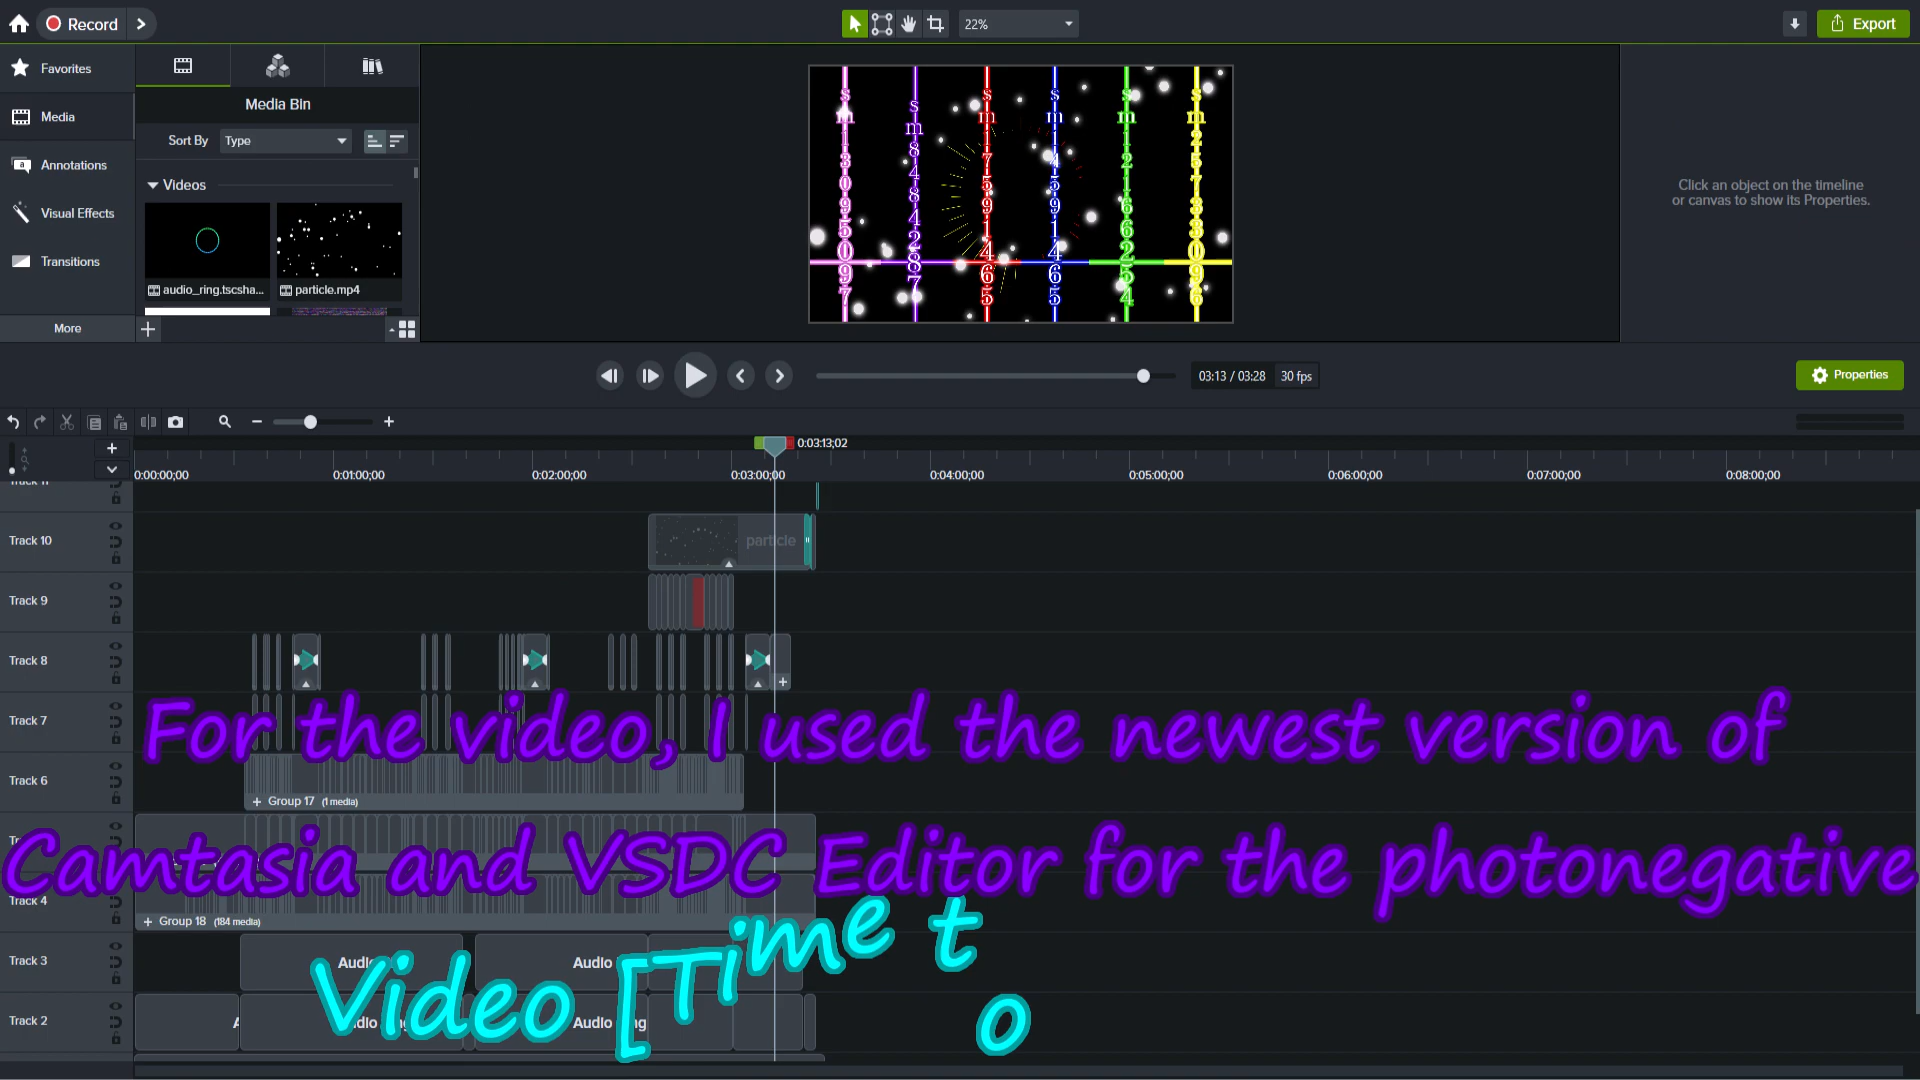 Record
22%
Export
Favorites
Media
Annotations
Visual Effects
Transitions
More
Media Bin
Sort By
Type
Videos
audio_ring.tscsha...
particle.mp4
sm13095097
sm8484287
sm175914465
sm4591465
sm12166254
sm25783096
Click an object on the timeline
or canvas to show its Properties.
03:13 / 03:28
30 fps
Properties
0:03:13;02
0:00:00;00
0:01:00;00
0:02:00;00
0:03:00;00
0:04:00;00
0:05:00;00
0:06:00;00
0:07:00;00
0:08:00;00
Track 10
particle
Track 9
Track 8
Track 7
Track 6
+ Group 17 (1 media)
Track 4
+ Group 18 (184 media)
Track 3
Audio
Audio
Track 2
For the video, I used the newest version of
Camtasia and VSDC Editor for the photonegative
Video [Time to